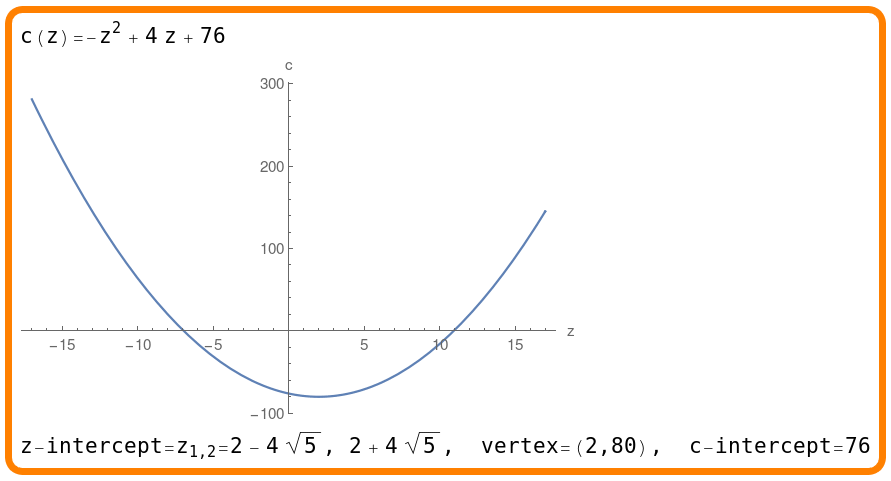 c(z)=-z² + 4 z + 76
c
300
200
100
-15 -10 -5 5 10 15 z
-100
z-intercept=z₁,₂=2 - 4 √5, 2 + 4 √5, vertex=(2,80), c-intercept=76